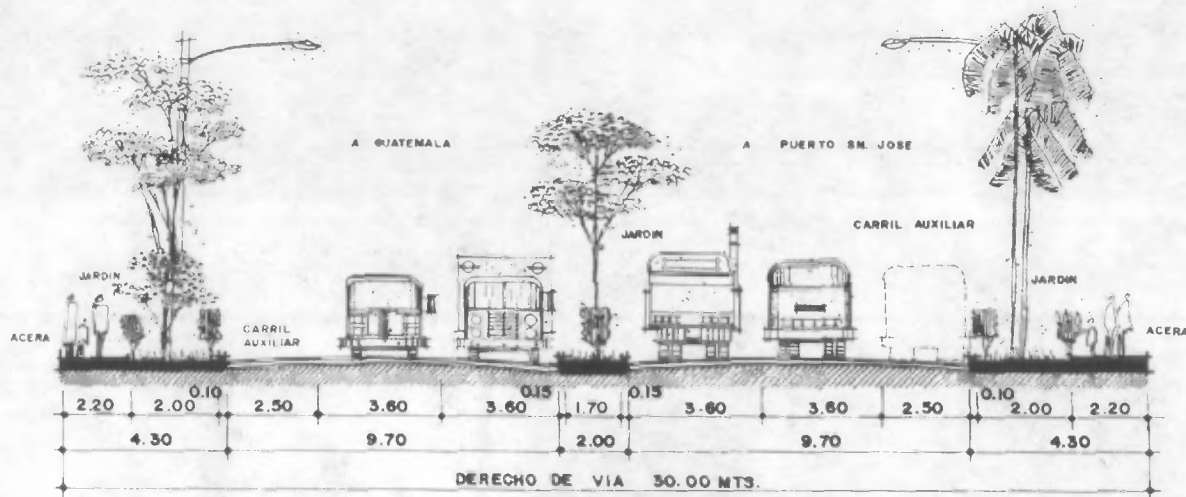 A GUATEMALA
A PUERTO SN. JOSE
CARRIL AUXILIAR
JARDIN
JARDIN
JARDIN
ACERA
CARRIL
AUXILIAR
ACERA
0.10 0.15 0.15 0.10
2.20 2.00 2.50 3.60 3.60 1.70 3.60 3.60 2.50 2.00 2.20
4.30 9.70 2.00 9.70 4.30
DERECHO DE VIA 30.00 MTS.